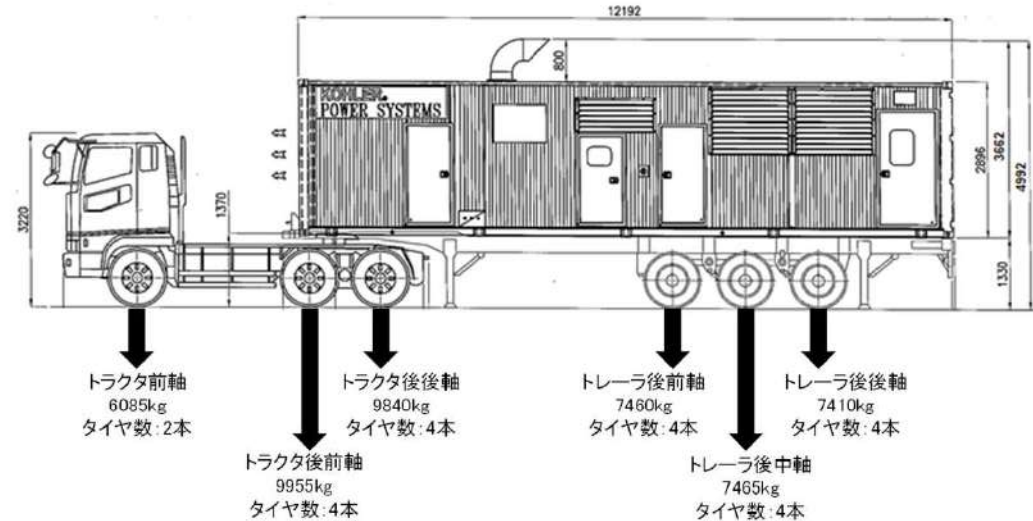 12192
800
KOHLER
POWER SYSTEMS
3220
1370
2896
3662
4992
1330
トラクタ前軸
6085kg
タイヤ数:2本
トラクタ後後軸
9840kg
タイヤ数:4本
トレーラ後前軸
7460kg
タイヤ数:4本
トレーラ後後軸
7410kg
タイヤ数:4本
トラクタ後前軸
9955kg
タイヤ数:4本
トレーラ後中軸
7465kg
タイヤ数:4本